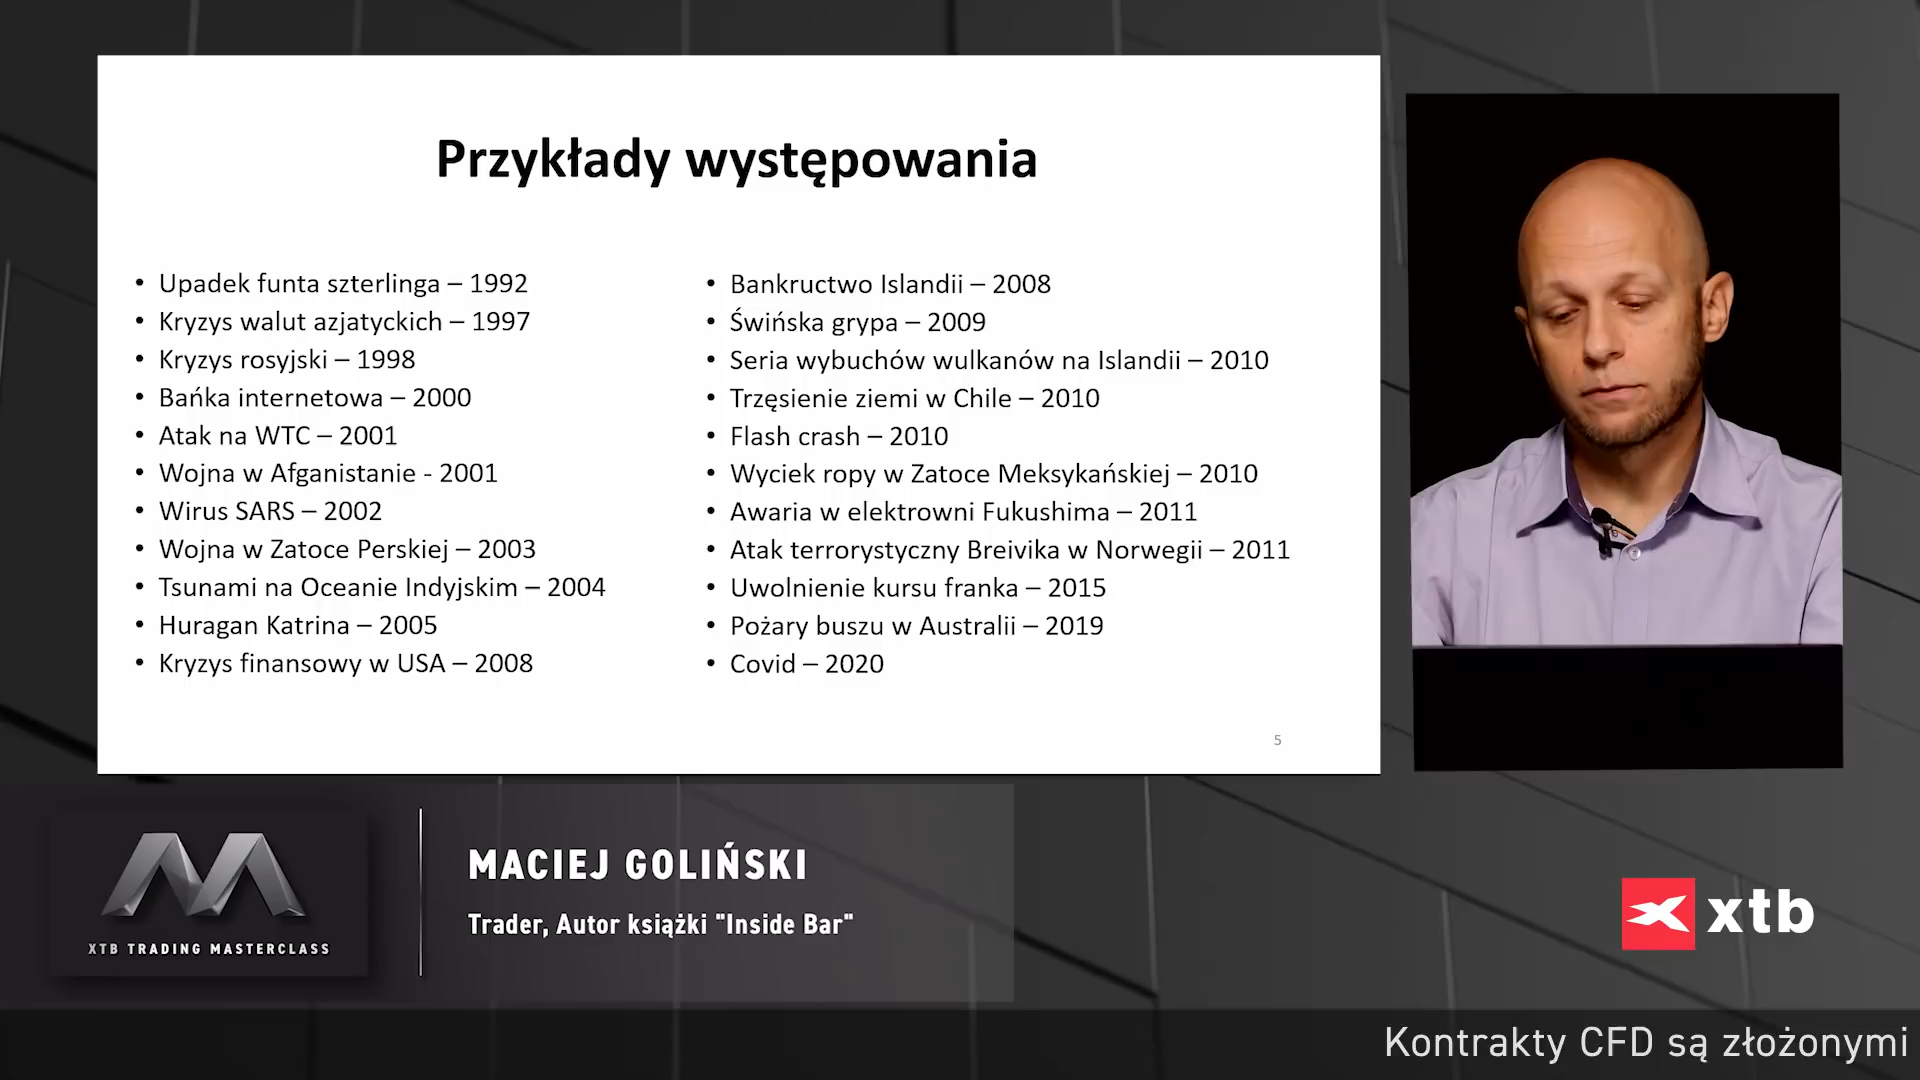 Przykłady występowania
• Upadek funta szterlinga – 1992
• Kryzys walut azjatyckich – 1997
• Kryzys rosyjski – 1998
• Bańka internetowa – 2000
• Atak na WTC – 2001
• Wojna w Afganistanie - 2001
• Wirus SARS – 2002
• Wojna w Zatoce Perskiej – 2003
• Tsunami na Oceanie Indyjskim – 2004
• Huragan Katrina – 2005
• Kryzys finansowy w USA – 2008
• Bankructwo Islandii – 2008
• Świńska grypa – 2009
• Seria wybuchów wulkanów na Islandii – 2010
• Trzęsienie ziemi w Chile – 2010
• Flash crash – 2010
• Wyciek ropy w Zatoce Meksykańskiej – 2010
• Awaria w elektrowni Fukushima – 2011
• Atak terrorystyczny Breivika w Norwegii – 2011
• Uwolnienie kursu franka – 2015
• Pożary buszu w Australii – 2019
• Covid – 2020
5
XTB TRADING MASTERCLASS
MACIEJ GOLIŃSKI
Trader, Autor książki "Inside Bar"
xtb
Kontrakty CFD są złożonymi